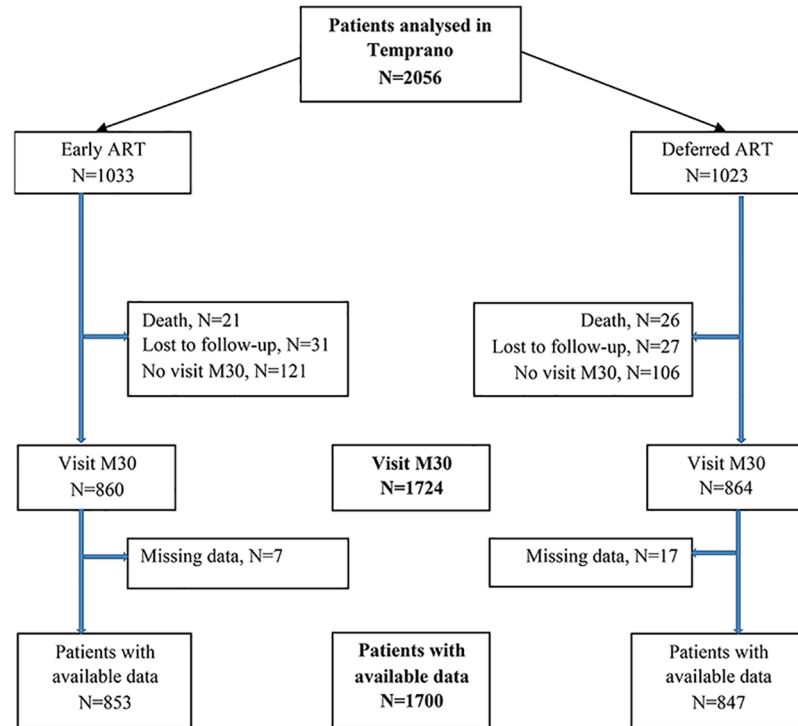 Patients analysed in
Temprano
N=2056
Early ART
N=1033
Deferred ART
N=1023
Death, N=21
Lost to follow-up, N=31
No visit M30, N=121
Death, N=26
Lost to follow-up, N=27
No visit M30, N=106
Visit M30
N=860
Visit M30
N=1724
Visit M30
N=864
Missing data, N=7
Missing data, N=17
Patients with
available data
N=853
Patients with
available data
N=1700
Patients with
available data
N=847